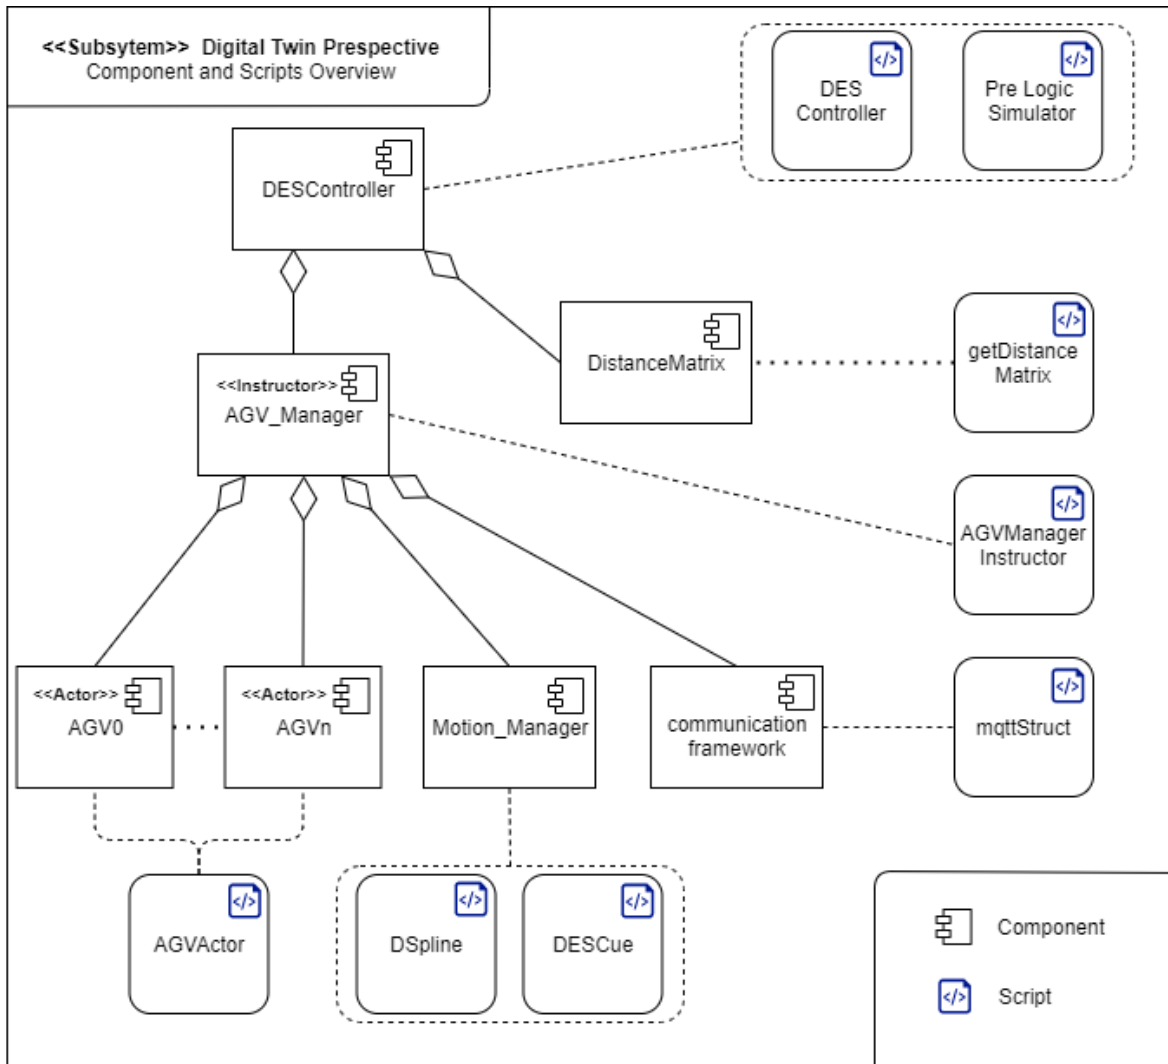 <<Subsytem>> Digital Twin Prespective
Component and Scripts Overview
DES
Controller
Pre Logic
Simulator
DESController
DistanceMatrix
getDistance
Matrix
<<Instructor>>
AGV_Manager
AGVManager
Instructor
<<Actor>>
AGV0
<<Actor>>
AGVn
Motion_Manager
communication
framework
mqttStruct
AGVActor
DSpline
DESCue
Component
Script